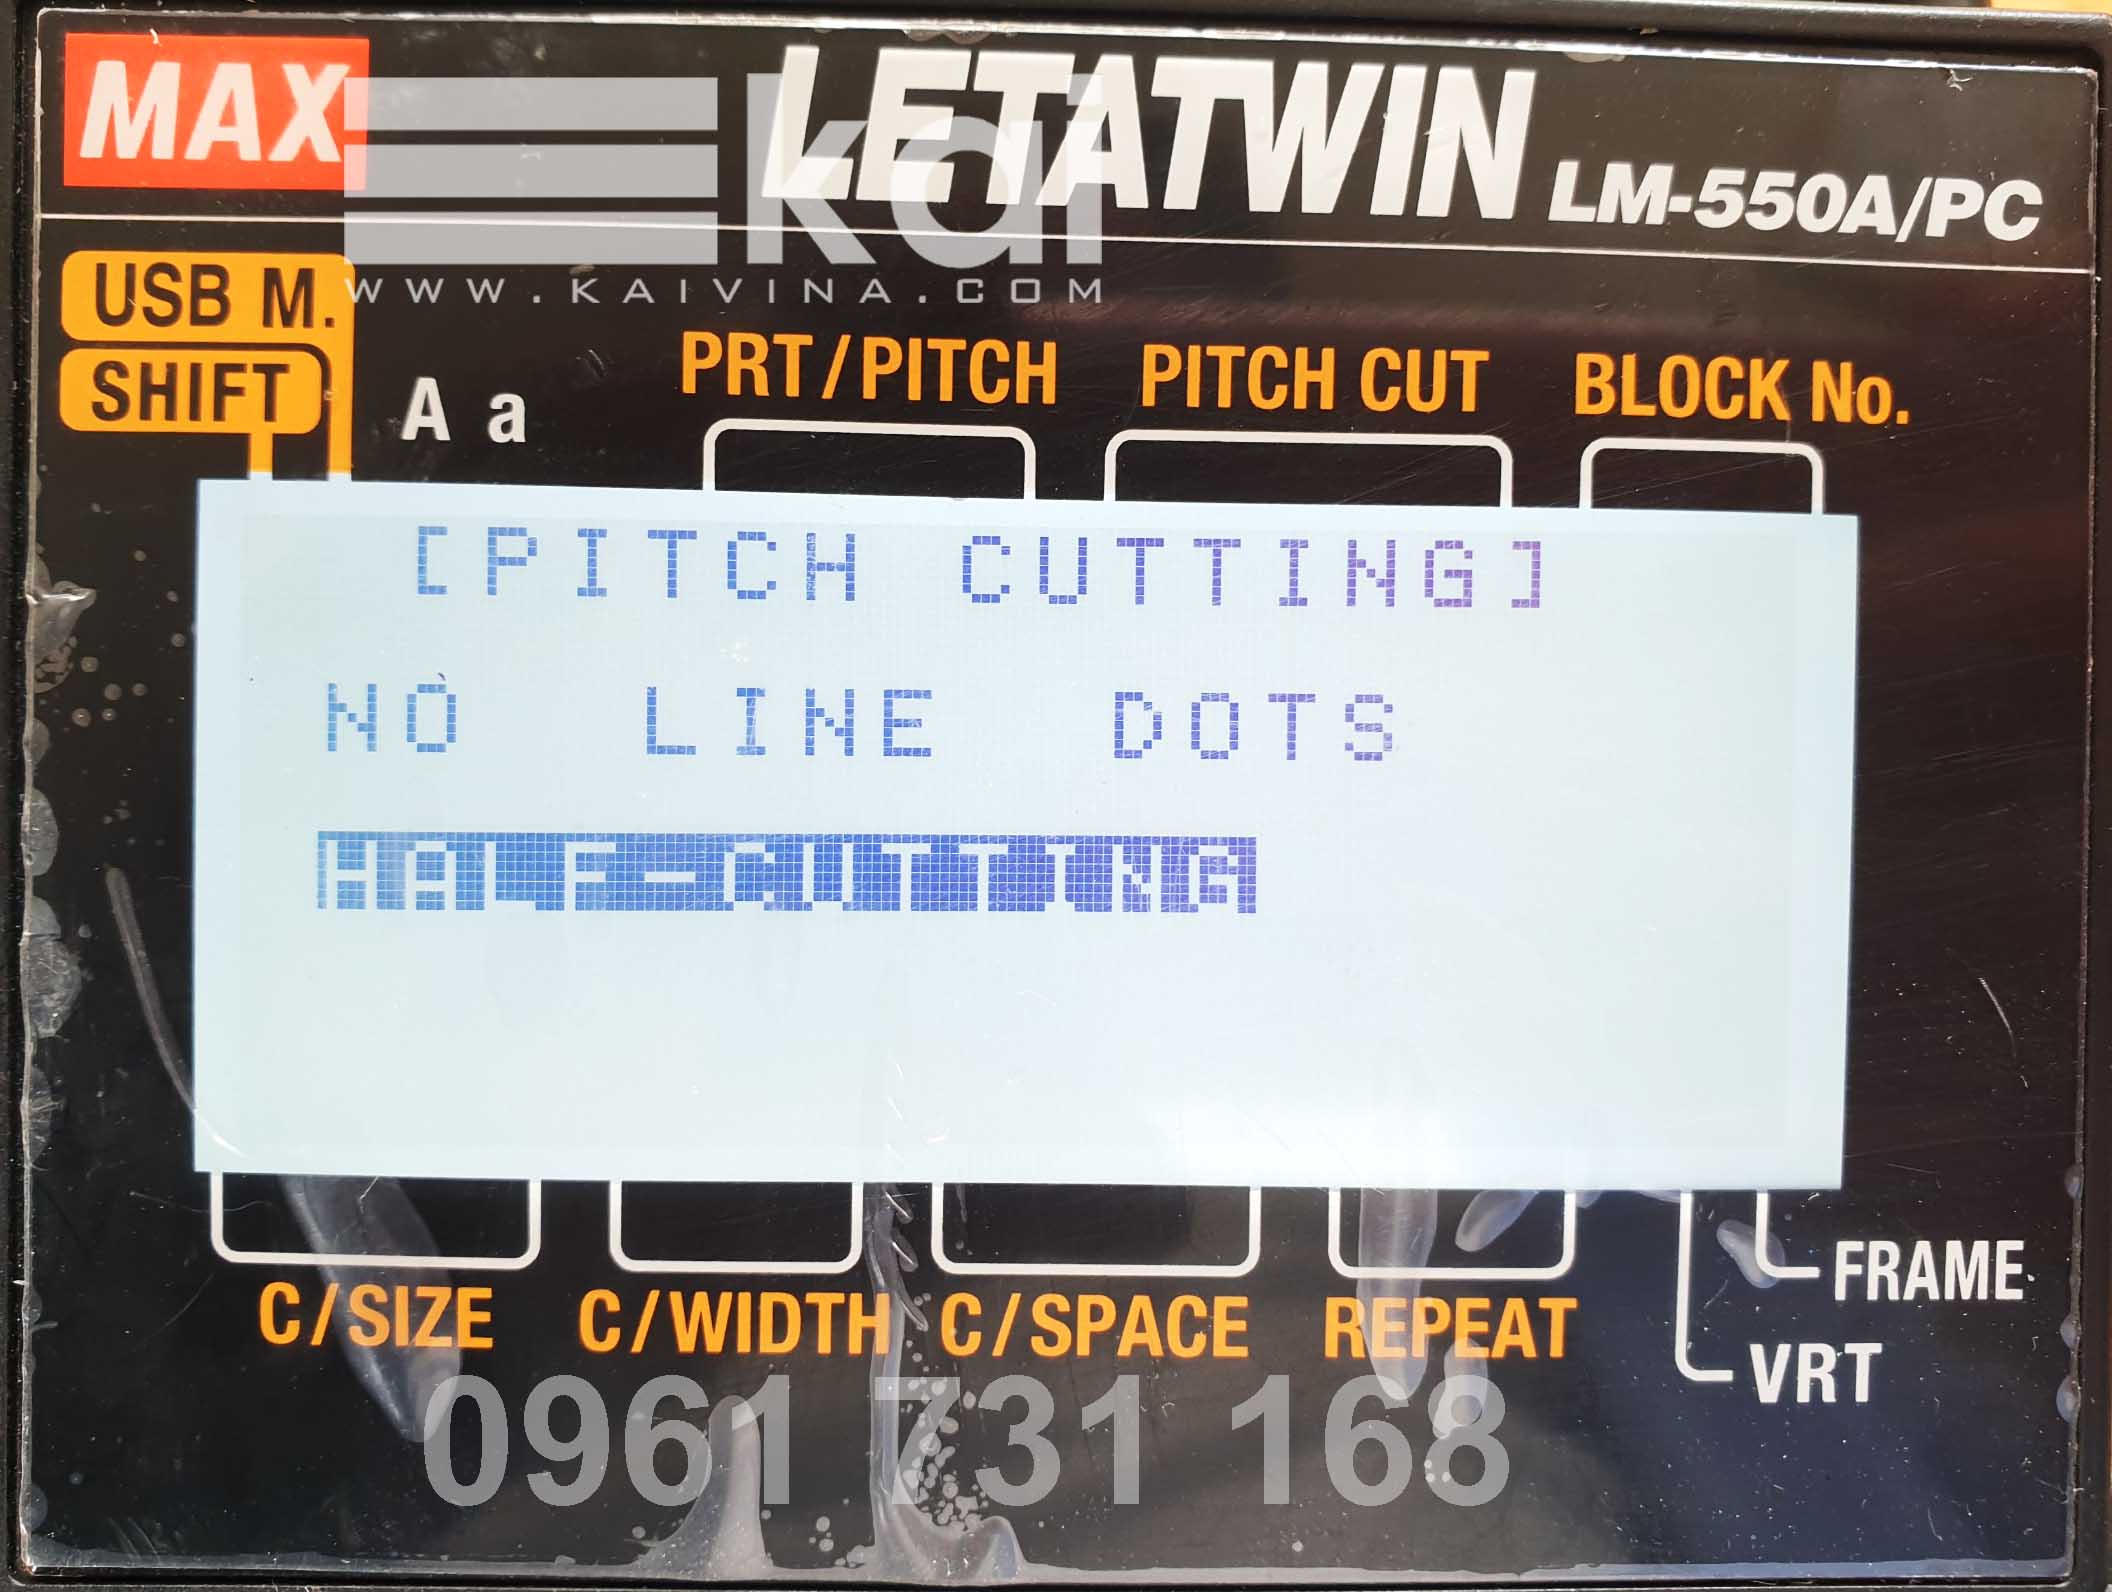 MAX
LETATWIN LM-550A/PC
kai
WWW.KAIVINA.COM
USB M.
SHIFT
A a
PRT/PITCH PITCH CUT BLOCK No.
[PITCH CUTTING]
NO LINE DOTS
HALF-CUTTING
FRAME
VRT
C/SIZE C/WIDTH C/SPACE REPEAT
0961 731 168